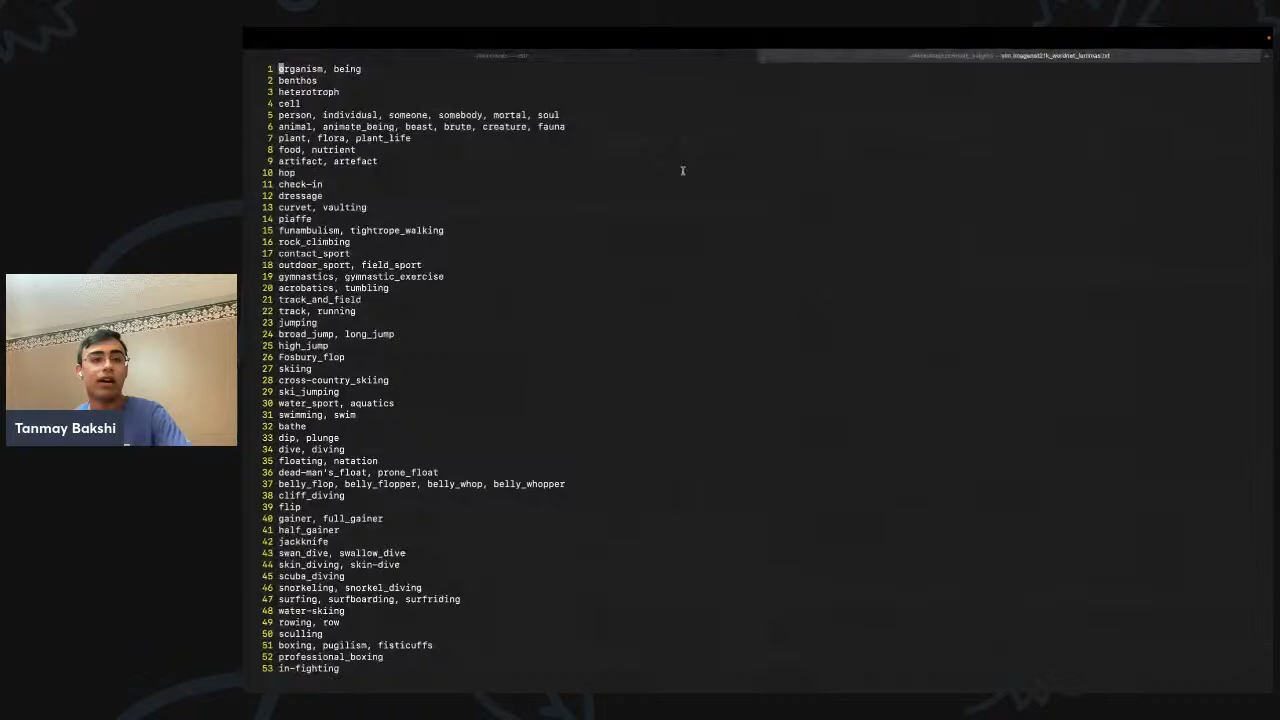 vim imagenet21k_wordnet_lemmas.txt
1 organism, being
2 benthos
3 heterotroph
4 cell
5 person, individual, someone, somebody, mortal, soul
6 animal, animate_being, beast, brute, creature, fauna
7 plant, flora, plant_life
8 food, nutrient
9 artifact, artefact
10 hop
11 check-in
12 dressage
13 curvet, vaulting
14 piaffe
15 funambulism, tightrope_walking
16 rock_climbing
17 contact_sport
18 outdoor_sport, field_sport
19 gymnastics, gymnastic_exercise
20 acrobatics, tumbling
21 track_and_field
22 track, running
23 jumping
24 broad_jump, long_jump
25 high_jump
26 Fosbury_flop
27 skiing
28 cross-country_skiing
29 ski_jumping
30 water_sport, aquatics
31 swimming, swim
32 bathe
33 dip, plunge
34 dive, diving
35 floating, natation
36 dead-man's_float, prone_float
37 belly_flop, belly_flopper, belly_whop, belly_whopper
38 cliff_diving
39 flip
40 gainer, full_gainer
41 half_gainer
42 jackknife
43 swan_dive, swallow_dive
44 skin_diving, skin-dive
45 scuba_diving
46 snorkeling, snorkel_diving
47 surfing, surfboarding, surfriding
48 water-skiing
49 rowing, row
50 sculling
51 boxing, pugilism, fisticuffs
52 professional_boxing
53 in-fighting
Tanmay Bakshi